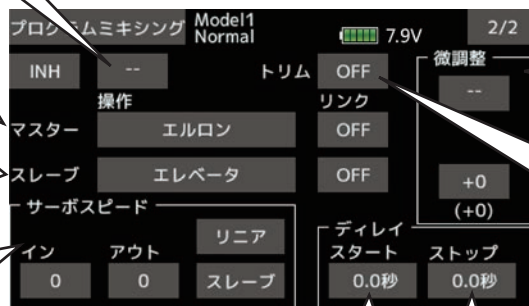 プログラムミキシング Model1 Normal 7.9V 2/2
INH -- トリム OFF 微調整
--
操作 リンク
マスター エルロン OFF
スレーブ エレベータ OFF +0
(+0)
サーボスピード
イン アウト リニア
0 0 スレーブ
ディレイ
スタート ストップ
0.0秒 0.0秒